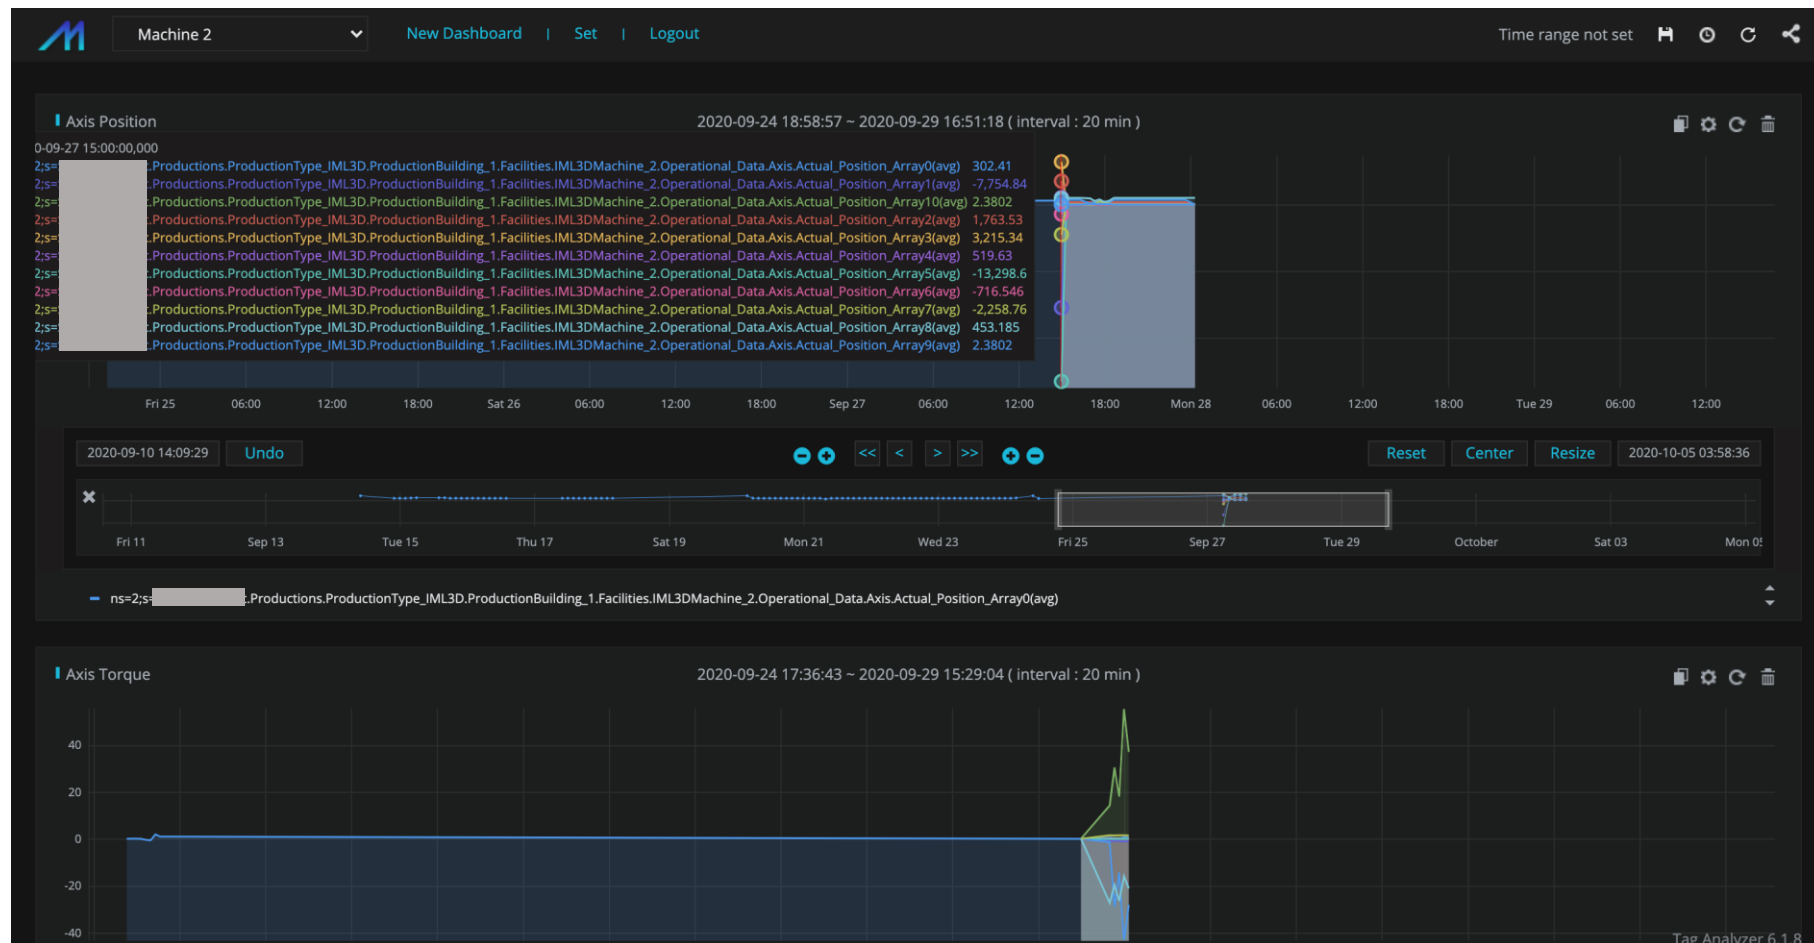 Machine 2
New Dashboard | Set | Logout
Time range not set
Axis Position
2020-09-24 18:58:57 ~ 2020-09-29 16:51:18 ( interval : 20 min )
0-09-27 15:00:00,000
2;s= .Productions.ProductionType_IML3D.ProductionBuilding_1.Facilities.IML3DMachine_2.Operational_Data.Axis.Actual_Position_Array0(avg) 302.41
2;s= .Productions.ProductionType_IML3D.ProductionBuilding_1.Facilities.IML3DMachine_2.Operational_Data.Axis.Actual_Position_Array1(avg) -7,754.84
2;s= .Productions.ProductionType_IML3D.ProductionBuilding_1.Facilities.IML3DMachine_2.Operational_Data.Axis.Actual_Position_Array10(avg) 2.3802
2;s= .Productions.ProductionType_IML3D.ProductionBuilding_1.Facilities.IML3DMachine_2.Operational_Data.Axis.Actual_Position_Array2(avg) 1,763.53
2;s= .Productions.ProductionType_IML3D.ProductionBuilding_1.Facilities.IML3DMachine_2.Operational_Data.Axis.Actual_Position_Array3(avg) 3,215.34
2;s= .Productions.ProductionType_IML3D.ProductionBuilding_1.Facilities.IML3DMachine_2.Operational_Data.Axis.Actual_Position_Array4(avg) 519.63
2;s= .Productions.ProductionType_IML3D.ProductionBuilding_1.Facilities.IML3DMachine_2.Operational_Data.Axis.Actual_Position_Array5(avg) -13,298.6
2;s= .Productions.ProductionType_IML3D.ProductionBuilding_1.Facilities.IML3DMachine_2.Operational_Data.Axis.Actual_Position_Array6(avg) -716.546
2;s= .Productions.ProductionType_IML3D.ProductionBuilding_1.Facilities.IML3DMachine_2.Operational_Data.Axis.Actual_Position_Array7(avg) -2,258.76
2;s= .Productions.ProductionType_IML3D.ProductionBuilding_1.Facilities.IML3DMachine_2.Operational_Data.Axis.Actual_Position_Array8(avg) 453.185
2;s= .Productions.ProductionType_IML3D.ProductionBuilding_1.Facilities.IML3DMachine_2.Operational_Data.Axis.Actual_Position_Array9(avg) 2.3802
Fri 25 06:00 12:00 18:00 Sat 26 06:00 12:00 18:00 Sep 27 06:00 12:00 18:00 Mon 28 06:00 12:00 18:00 Tue 29 06:00 12:00
2020-09-10 14:09:29 Undo << < > >> Reset Center Resize 2020-10-05 03:58:36
Fri 11 Sep 13 Tue 15 Thu 17 Sat 19 Mon 21 Wed 23 Fri 25 Sep 27 Tue 29 October Sat 03 Mon 05
ns=2;s= .Productions.ProductionType_IML3D.ProductionBuilding_1.Facilities.IML3DMachine_2.Operational_Data.Axis.Actual_Position_Array0(avg)
Axis Torque
2020-09-24 17:36:43 ~ 2020-09-29 15:29:04 ( interval : 20 min )
40
20
0
-20
-40
Tag Analyzer 6.1.8